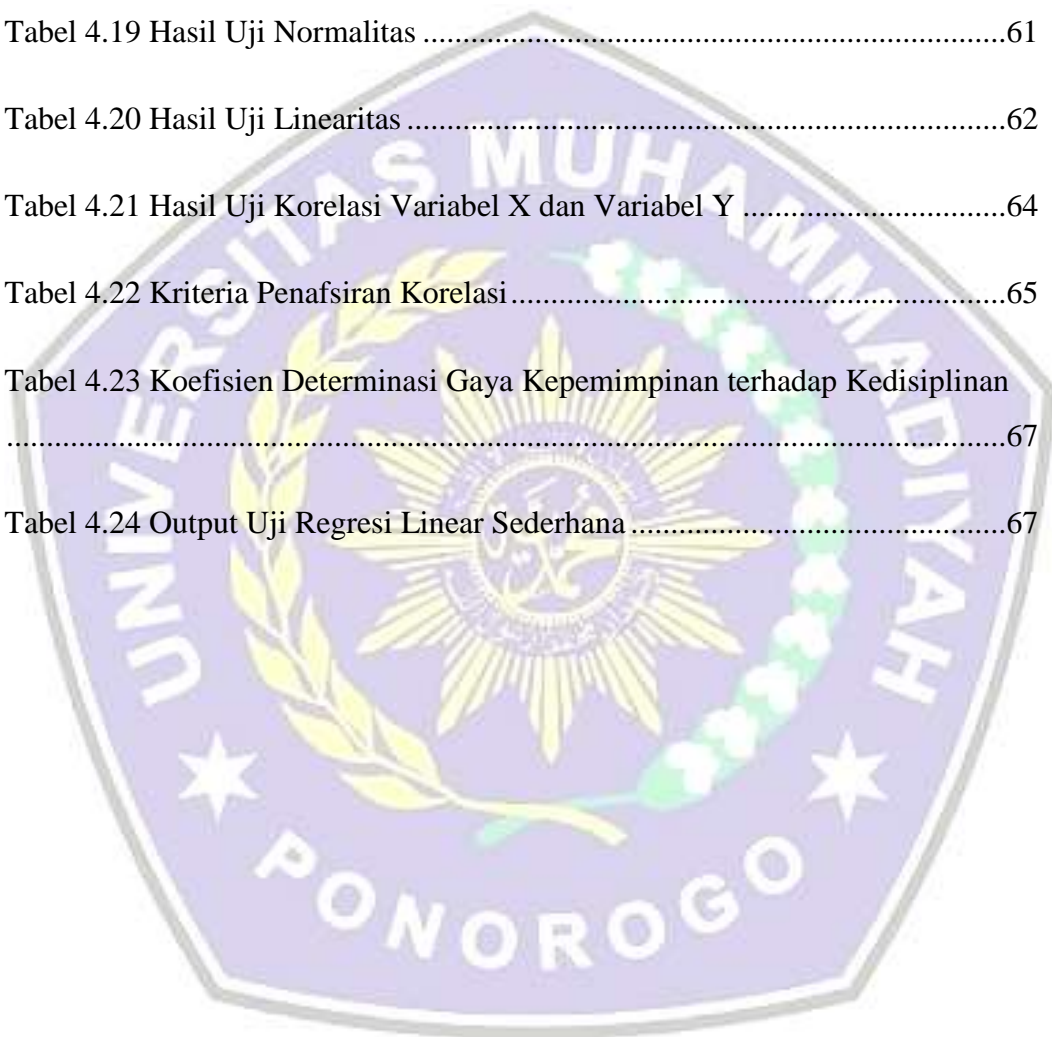 Tabel 4.19 Hasil Uji Normalitas ..............................................................61
Tabel 4.20 Hasil Uji Linearitas ...............................................................62
Tabel 4.21 Hasil Uji Korelasi Variabel X dan Variabel Y ............................64
Tabel 4.22 Kriteria Penafsiran Korelasi....................................................65
Tabel 4.23 Koefisien Determinasi Gaya Kepemimpinan terhadap Kedisiplinan
.........................................................................................................67
Tabel 4.24 Output Uji Regresi Linear Sederhana .......................................67
UNIVERSITAS MUHAMMADIYAH
PONOROGO